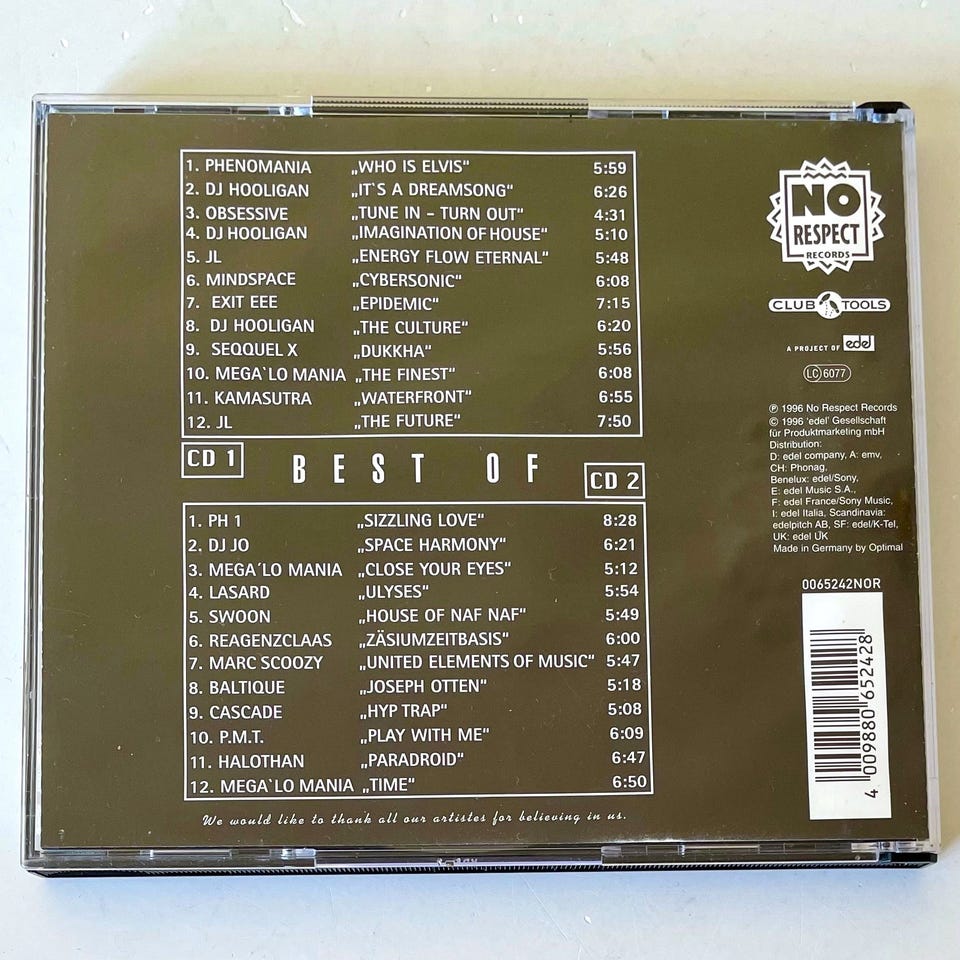 1. PHENOMANIA „WHO IS ELVIS“ 5:59
2. DJ HOOLIGAN „IT`S A DREAMSONG“ 6:26
3. OBSESSIVE „TUNE IN – TURN OUT“ 4:31
4. DJ HOOLIGAN „IMAGINATION OF HOUSE“ 5:10
5. JL „ENERGY FLOW ETERNAL“ 5:48
6. MINDSPACE „CYBERSONIC“ 6:08
7. EXIT EEE „EPIDEMIC“ 7:15
8. DJ HOOLIGAN „THE CULTURE“ 6:20
9. SEQQUEL X „DUKKHA“ 5:56
10. MEGA`LO MANIA „THE FINEST“ 6:08
11. KAMASUTRA „WATERFRONT“ 6:55
12. JL „THE FUTURE“ 7:50
CD 1
BEST OF
CD 2
1. PH 1 „SIZZLING LOVE“ 8:28
2. DJ JO „SPACE HARMONY“ 6:21
3. MEGA´LO MANIA „CLOSE YOUR EYES“ 5:12
4. LASARD „ULYSES“ 5:54
5. SWOON „HOUSE OF NAF NAF“ 5:49
6. REAGENZCLAAS „ZÄSIUMZEITBASIS“ 6:00
7. MARC SCOOZY „UNITED ELEMENTS OF MUSIC“ 5:47
8. BALTIQUE „JOSEPH OTTEN“ 5:18
9. CASCADE „HYP TRAP“ 5:08
10. P.M.T. „PLAY WITH ME“ 6:09
11. HALOTHAN „PARADROID“ 6:47
12. MEGA`LO MANIA „TIME“ 6:50
We would like to thank all our artistes for believing in us.
NO
RESPECT
RECORDS
CLUB TOOLS
A PROJECT OF edel
LC 6077
℗ 1996 No Respect Records
© 1996 'edel' Gesellschaft
für Produktmarketing mbH
Distribution:
D: edel company, A: emv,
CH: Phonag,
Benelux: edel/Sony,
E: edel Music S.A.,
F: edel France/Sony Music,
I: edel Italia, Scandinavia:
edelpitch AB, SF: edel/K-Tel,
UK: edel UK
Made in Germany by Optimal
0065242NOR
4 009880 652428